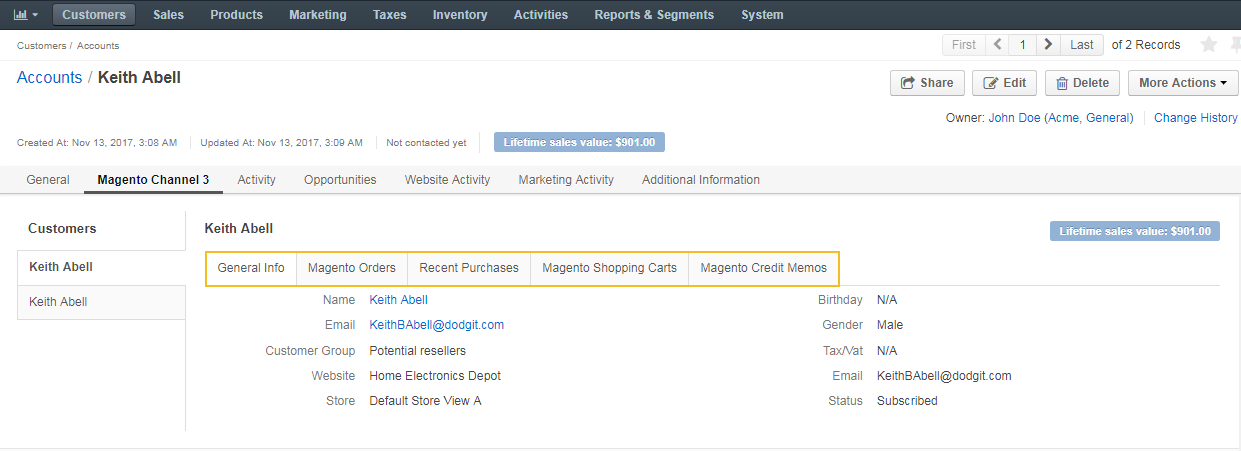 Customers Sales Products Marketing Taxes Inventory Activities Reports & Segments System
Customers / Accounts First 1 Last of 2 Records
Accounts / Keith Abell Share Edit Delete More Actions
Owner: John Doe (Acme, General) Change History
Created At: Nov 13, 2017, 3:08 AM Updated At: Nov 13, 2017, 3:09 AM Not contacted yet Lifetime sales value: $901.00
General Magento Channel 3 Activity Opportunities Website Activity Marketing Activity Additional Information
Customers Keith Abell Lifetime sales value: $901.00
Keith Abell General Info Magento Orders Recent Purchases Magento Shopping Carts Magento Credit Memos
Keith Abell Name Keith Abell Birthday N/A
Email KeithBAbell@dodgit.com Gender Male
Customer Group Potential resellers Tax/Vat N/A
Website Home Electronics Depot Email KeithBAbell@dodgit.com
Store Default Store View A Status Subscribed